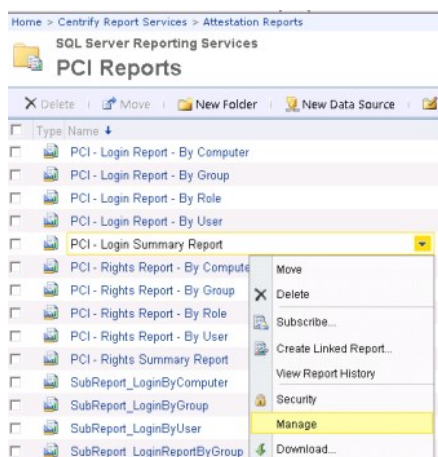 Home > Centrify Report Services > Attestation Reports
SQL Server Reporting Services
PCI Reports
Delete Move New Folder New Data Source
Type Name
PCI - Login Report - By Computer
PCI - Login Report - By Group
PCI - Login Report - By Role
PCI - Login Report - By User
PCI - Login Summary Report
PCI - Rights Report - By Compute
PCI - Rights Report - By Group
PCI - Rights Report - By Role
PCI - Rights Report - By User
PCI - Rights Summary Report
SubReport_LoginByComputer
SubReport_LoginByGroup
SubReport_LoginByUser
SubReport_LoginReportByGroup
Move
Delete
Subscribe...
Create Linked Report...
View Report History
Security
Manage
Download...